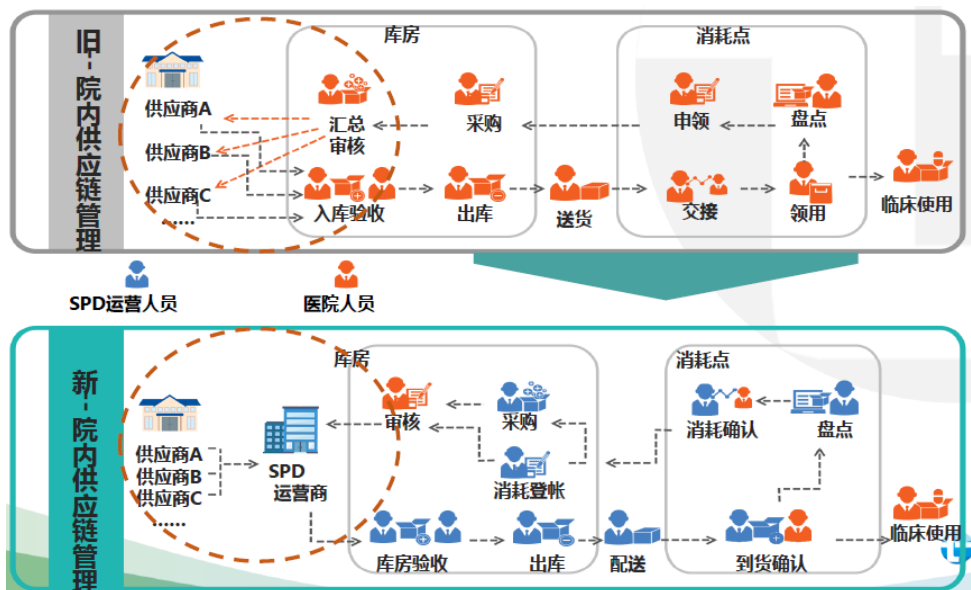 旧-院内供应链管理
库房
消耗点
供应商A
供应商B
供应商C
.....
汇总
审核
采购
申领
盘点
入库验收
出库
送货
交接
领用
临床使用
SPD运营人员
医院人员
新-院内供应链管理
库房
消耗点
供应商A
供应商B
供应商C
......
SPD
运营商
审核
采购
消耗登帐
消耗确认
盘点
库房验收
出库
配送
到货确认
临床使用